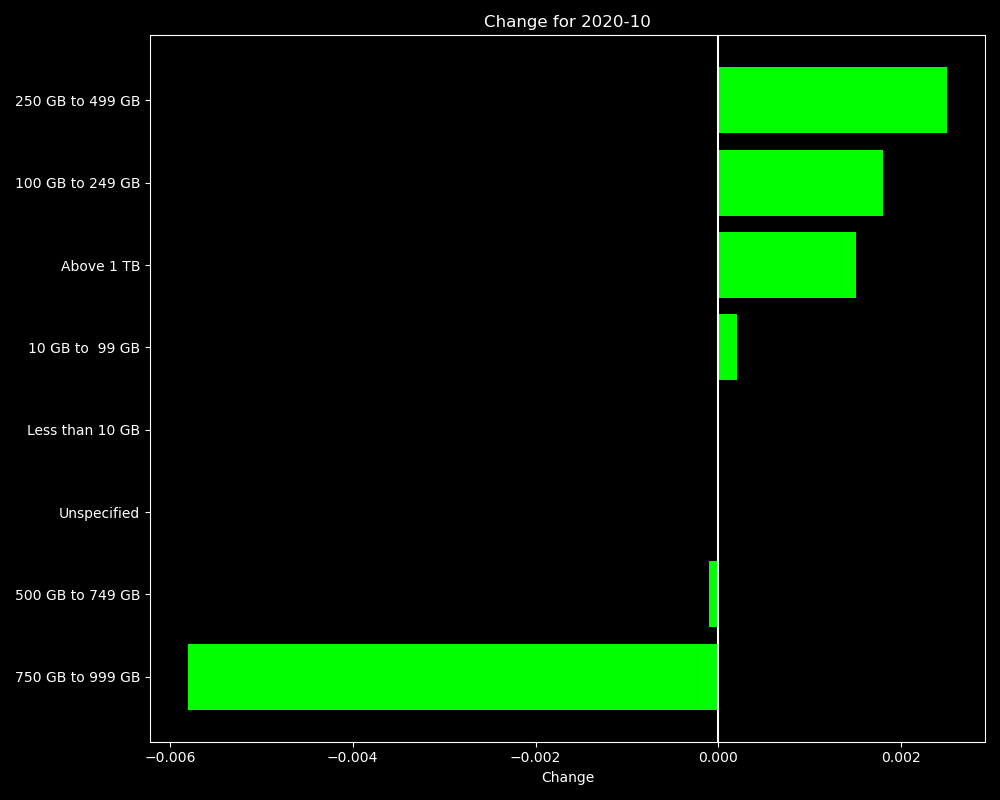 Change for 2020-10
250 GB to 499 GB
100 GB to 249 GB
Above 1 TB
10 GB to  99 GB
Less than 10 GB
Unspecified
500 GB to 749 GB
750 GB to 999 GB
−0.006 −0.004 −0.002 0.000 0.002
Change